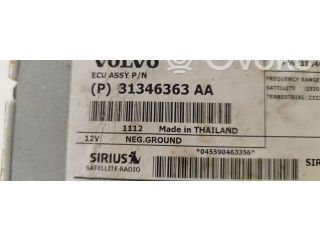 VOLVO
ECU ASSY P/N
(P) 31346363 AA
1112 Made in THAILAND
12V NEG.GROUND
SIRIUS
SATELLITE RADIO
*045590463356*
FREQUENCY RANGE
SATELLITE